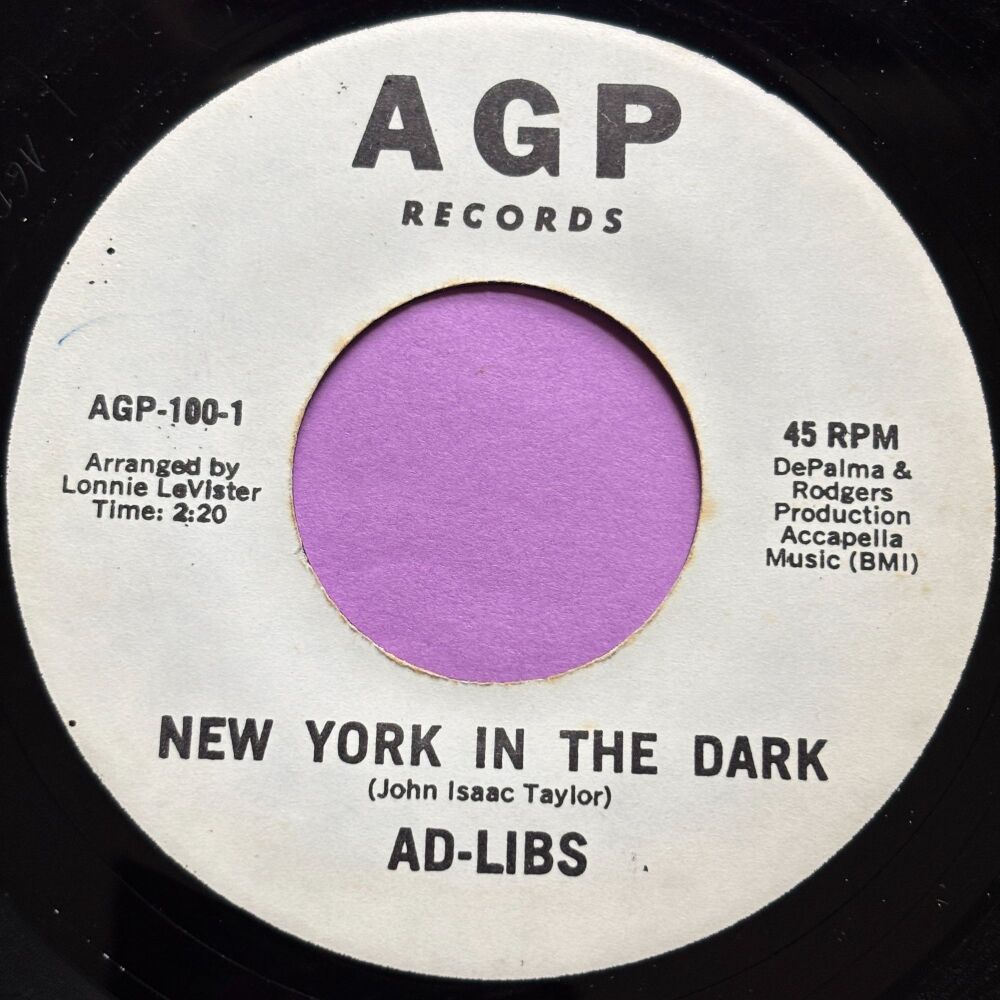 AGP
RECORDS
AGP-100-1
Arranged by
Lonnie LeVister
Time: 2:20
45 RPM
DePalma &
Rodgers
Production
Accapella
Music (BMI)
NEW YORK IN THE DARK
(John Isaac Taylor)
AD-LIBS